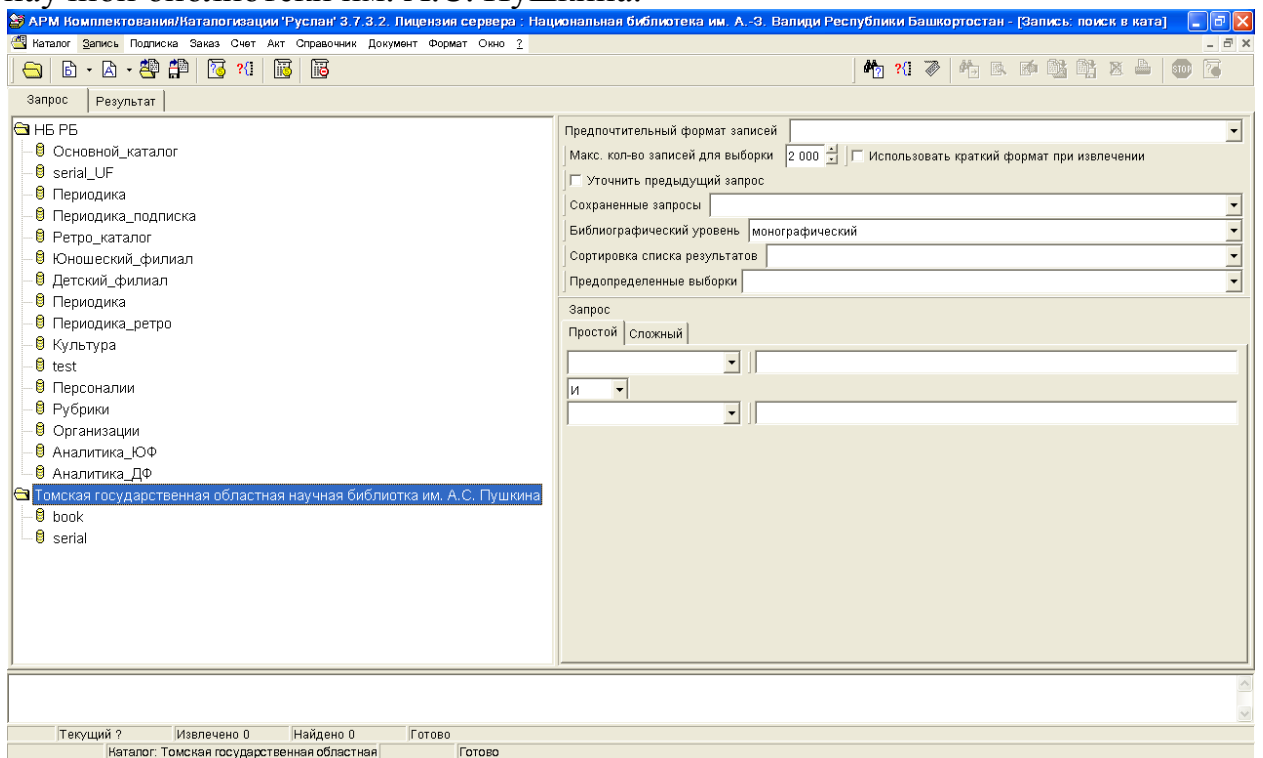 научной библиотеки им. А.С. Пушкина.
АРМ Комплектования/Каталогизации 'Руслан' 3.7.3.2. Лицензия сервера : Национальная библиотека им. А.-З. Валиди Республики Башкортостан - [Запись: поиск в ката]
Каталог Запись Подписка Заказ Счет Акт Справочник Документ Формат Окно ?
Запрос Результат
НБ РБ
Основной_каталог
serial_UF
Периодика
Периодика_подписка
Ретро_каталог
Юношеский_филиал
Детский_филиал
Периодика
Периодика_ретро
Культура
test
Персоналии
Рубрики
Организации
Аналитика_ЮФ
Аналитика_ДФ
Томская государственная областная научная библиотка им. А.С. Пушкина
book
serial
Предпочтительный формат записей
Макс. кол-во записей для выборки 2 000 Использовать краткий формат при извлечении
Уточнить предыдущий запрос
Сохраненные запросы
Библиографический уровень монографический
Сортировка списка результатов
Предопределенные выборки
Запрос
Простой Сложный
И
Текущий ? Извлечено 0 Найдено 0 Готово
Каталог: Томская государственная областная Готово